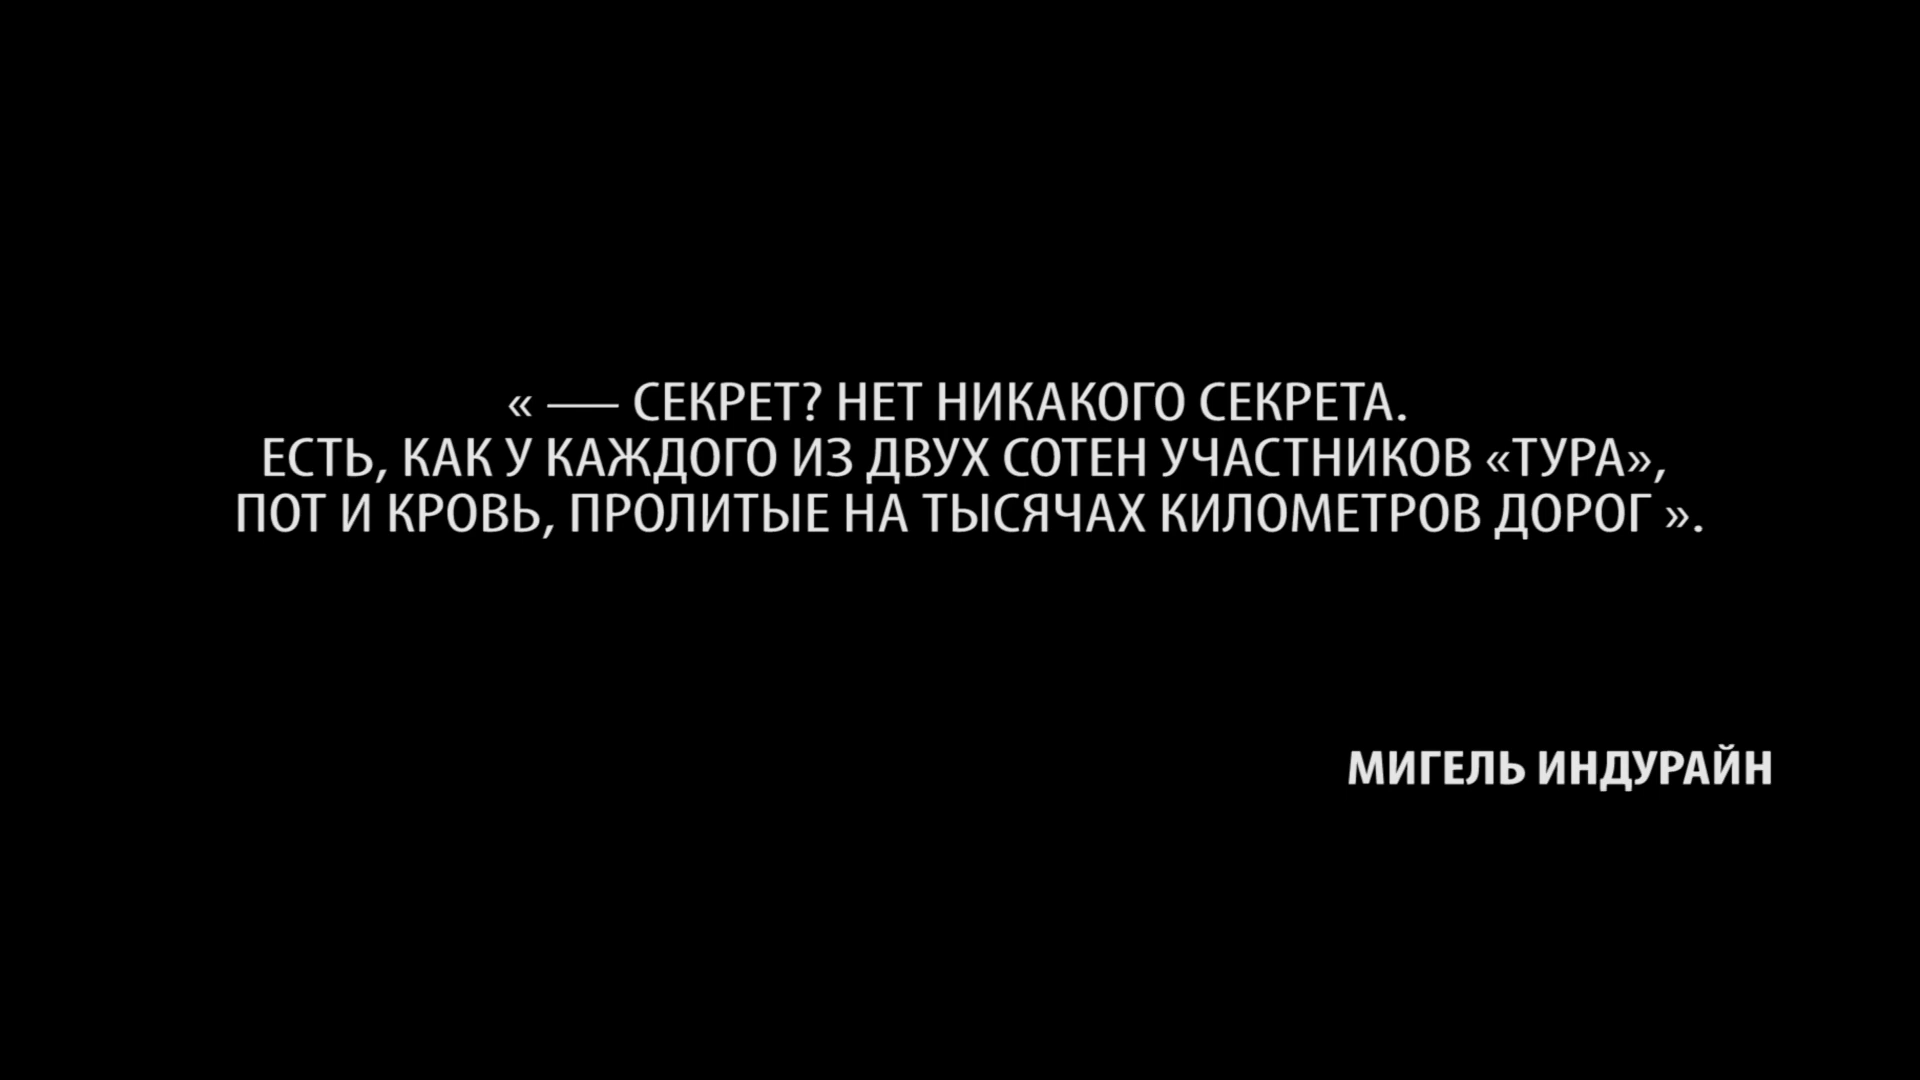 « — СЕКРЕТ? НЕТ НИКАКОГО СЕКРЕТА.
ЕСТЬ, КАК У КАЖДОГО ИЗ ДВУХ СОТЕН УЧАСТНИКОВ «ТУРА»,
ПОТ И КРОВЬ, ПРОЛИТЫЕ НА ТЫСЯЧАХ КИЛОМЕТРОВ ДОРОГ ».
МИГЕЛЬ ИНДУРАЙН